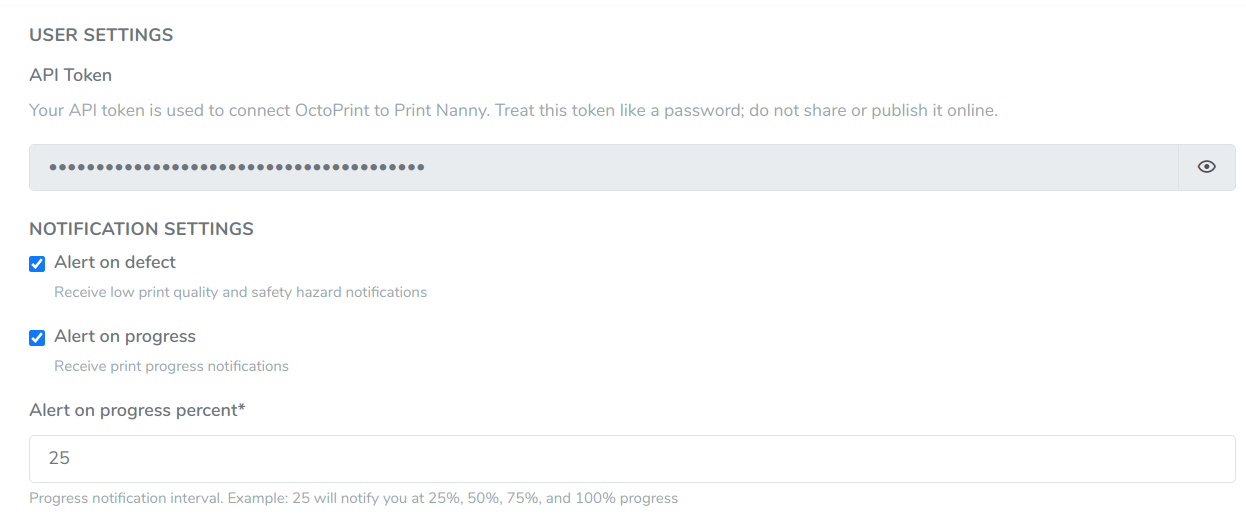 USER SETTINGS
API Token
Your API token is used to connect OctoPrint to Print Nanny. Treat this token like a password; do not share or publish it online.
••••••••••••••••••••••••••••••••••••••••
NOTIFICATION SETTINGS
Alert on defect
Receive low print quality and safety hazard notifications
Alert on progress
Receive print progress notifications
Alert on progress percent*
25
Progress notification interval. Example: 25 will notify you at 25%, 50%, 75%, and 100% progress